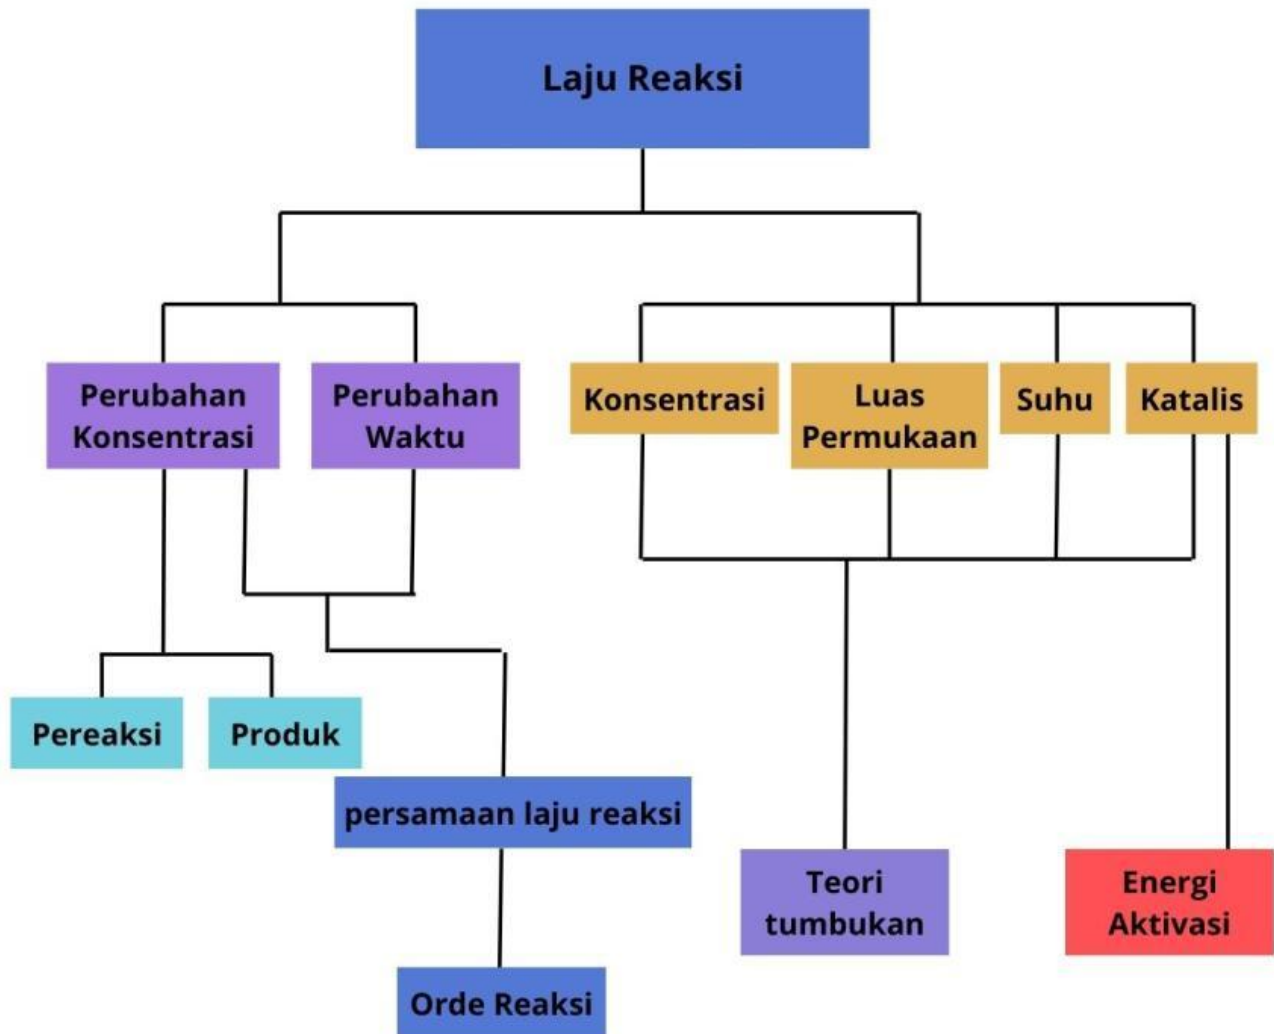 Laju Reaksi
Perubahan
Konsentrasi
Perubahan
Waktu
Konsentrasi
Luas
Permukaan
Suhu
Katalis
Pereaksi
Produk
persamaan laju reaksi
Teori
tumbukan
Energi
Aktivasi
Orde Reaksi